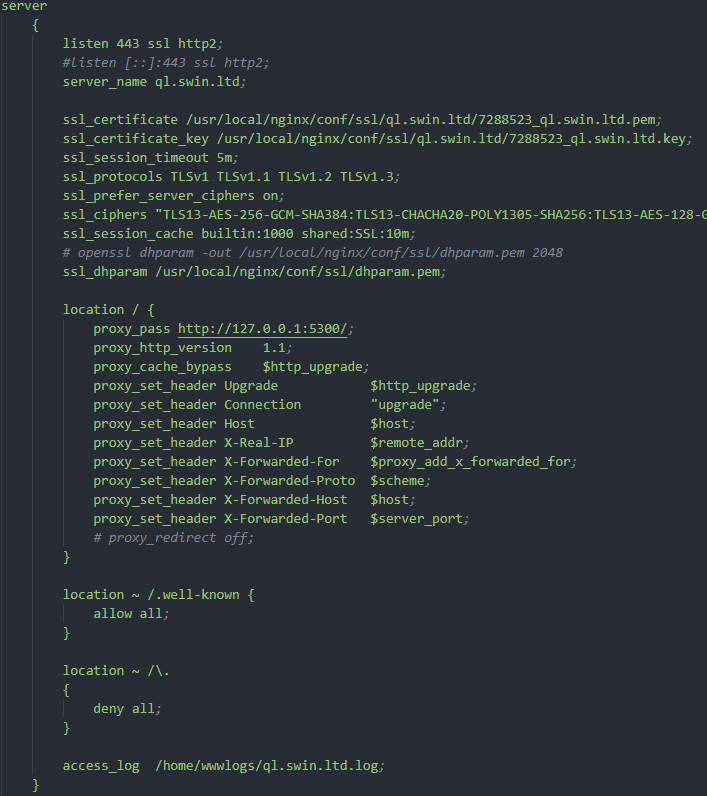 server
{
listen 443 ssl http2;
#listen [::]:443 ssl http2;
server_name ql.swin.ltd;
ssl_certificate /usr/local/nginx/conf/ssl/ql.swin.ltd/7288523_ql.swin.ltd.pem;
ssl_certificate_key /usr/local/nginx/conf/ssl/ql.swin.ltd/7288523_ql.swin.ltd.key;
ssl_session_timeout 5m;
ssl_protocols TLSv1 TLSv1.1 TLSv1.2 TLSv1.3;
ssl_prefer_server_ciphers on;
ssl_ciphers "TLS13-AES-256-GCM-SHA384:TLS13-CHACHA20-POLY1305-SHA256:TLS13-AES-128-G
ssl_session_cache builtin:1000 shared:SSL:10m;
# openssl dhparam -out /usr/local/nginx/conf/ssl/dhparam.pem 2048
ssl_dhparam /usr/local/nginx/conf/ssl/dhparam.pem;
location / {
proxy_pass http://127.0.0.1:5300/;
proxy_http_version 1.1;
proxy_cache_bypass $http_upgrade;
proxy_set_header Upgrade $http_upgrade;
proxy_set_header Connection "upgrade";
proxy_set_header Host $host;
proxy_set_header X-Real-IP $remote_addr;
proxy_set_header X-Forwarded-For $proxy_add_x_forwarded_for;
proxy_set_header X-Forwarded-Proto $scheme;
proxy_set_header X-Forwarded-Host $host;
proxy_set_header X-Forwarded-Port $server_port;
# proxy_redirect off;
}
location ~ /.well-known {
allow all;
}
location ~ /\.
{
deny all;
}
access_log /home/wwwlogs/ql.swin.ltd.log;
}